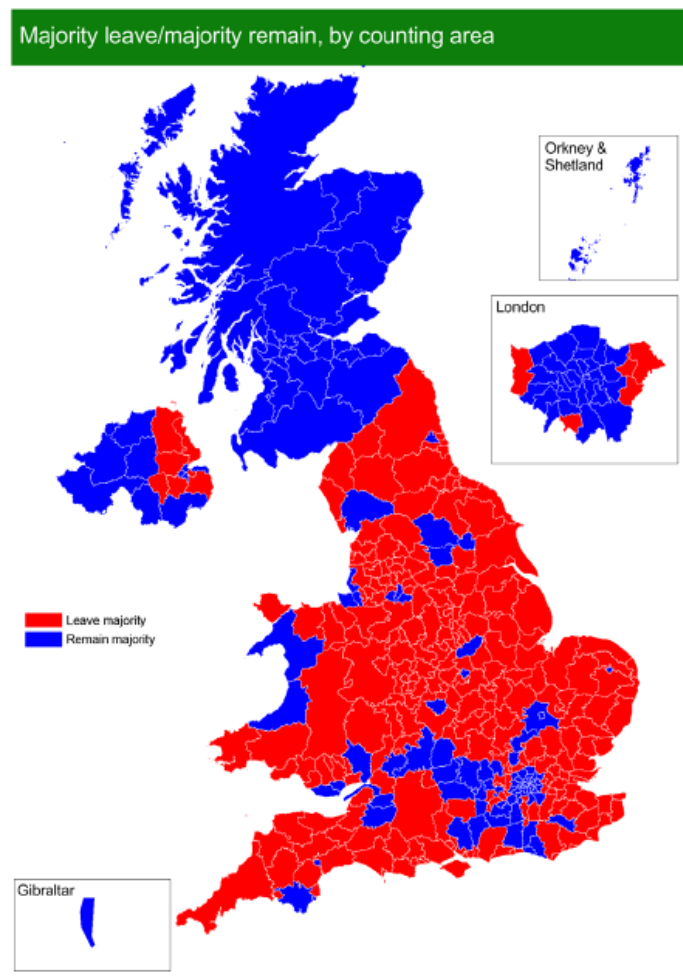 Majority leave/majority remain, by counting area
Orkney &
Shetland
London
Leave majority
Remain majority
Gibraltar